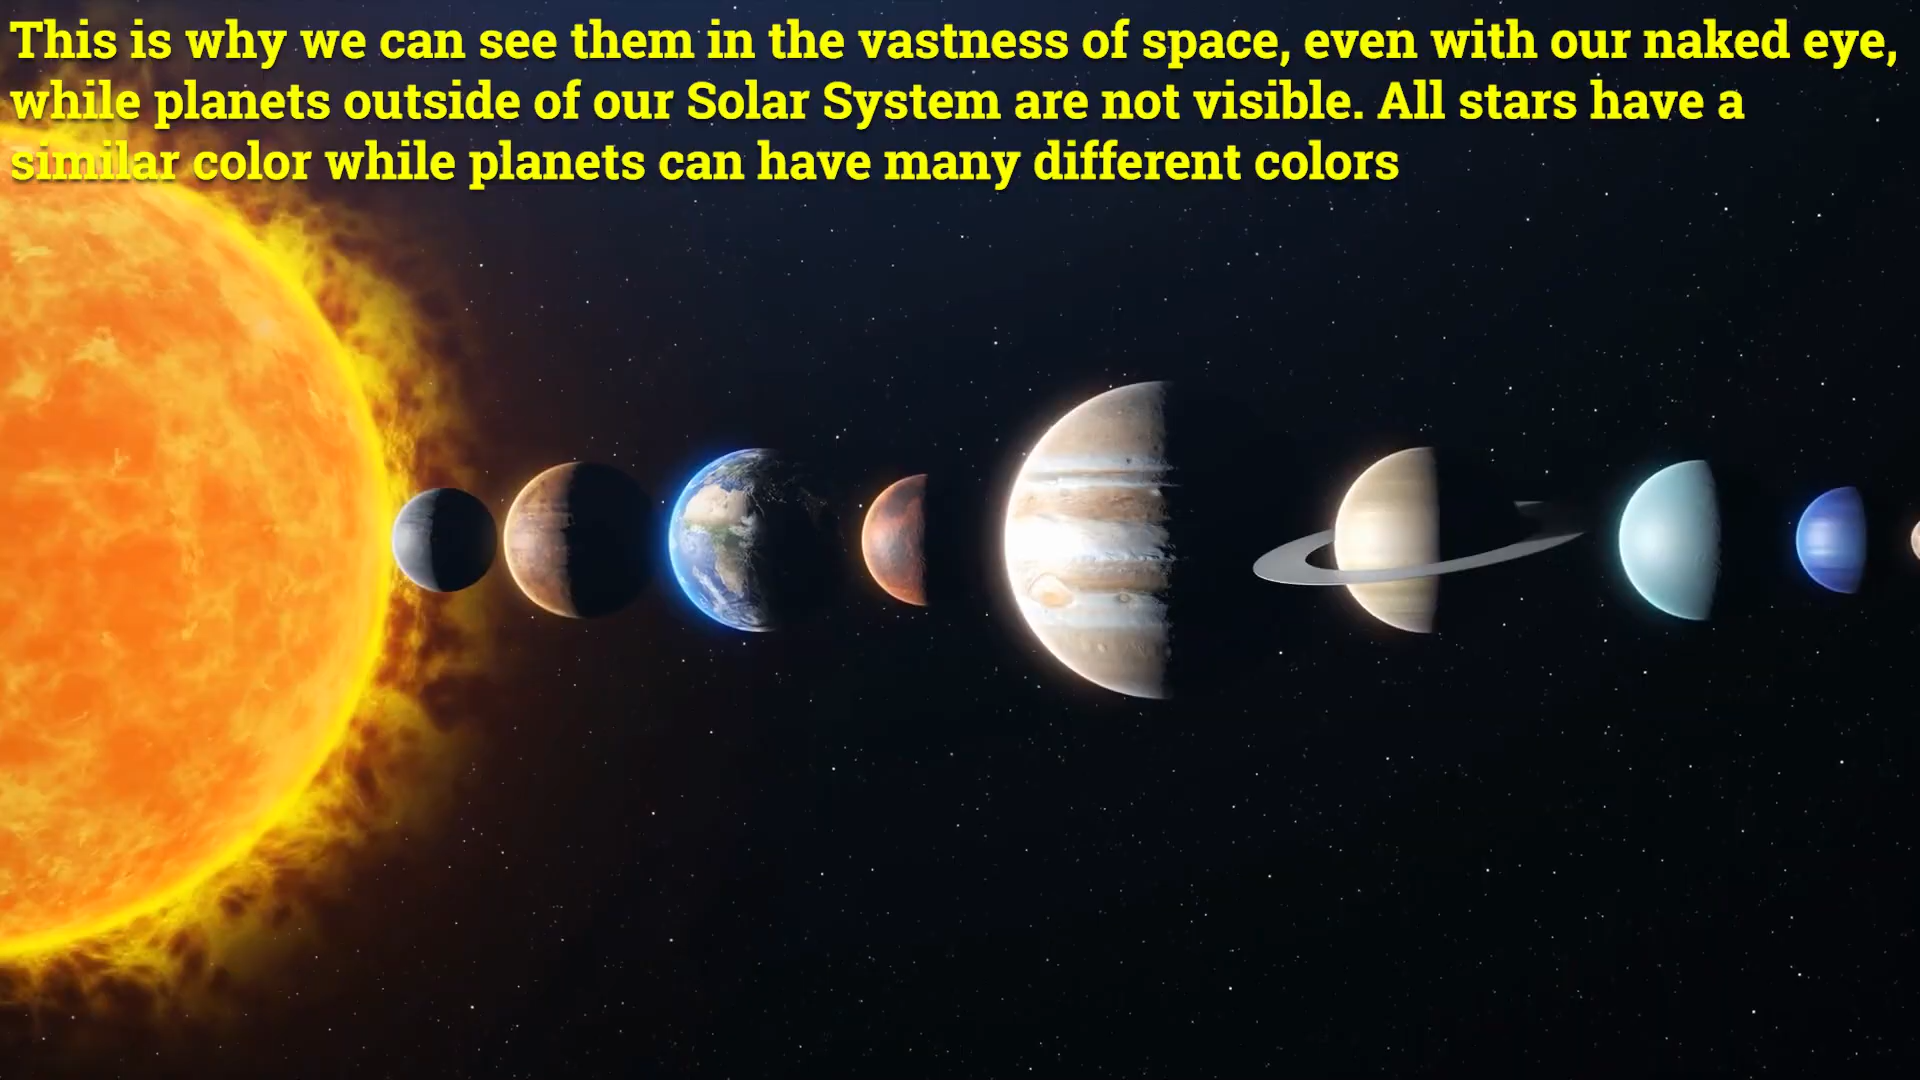 This is why we can see them in the vastness of space, even with our naked eye,
while planets outside of our Solar System are not visible. All stars have a
similar color while planets can have many different colors